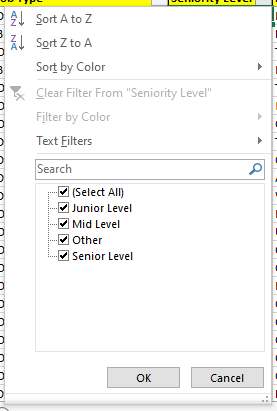 ob Type Seniority Level
Sort A to Z
Sort Z to A
Sort by Color
Clear Filter From "Seniority Level"
Filter by Color
Text Filters
Search
(Select All)
Junior Level
Mid Level
Other
Senior Level
OK Cancel